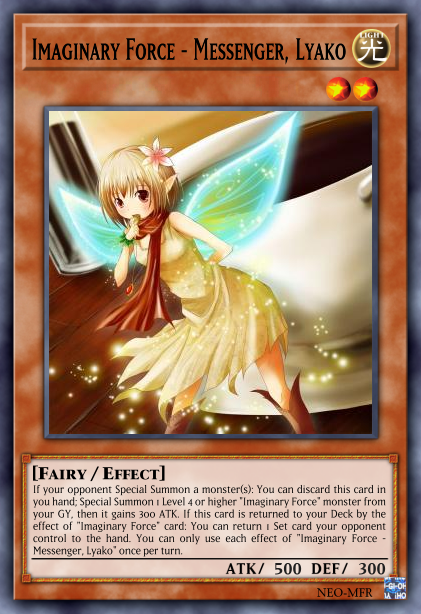 Imaginary Force - Messenger, Lyako
LIGHT
光
[Fairy / Effect]
If your opponent Special Summon a monster(s): You can discard this card in
you hand; Special Summon 1 Level 4 or higher "Imaginary Force" monster from
your GY, then it gains 300 ATK. If this card is returned to your Deck by the
effect of "Imaginary Force" card: You can return 1 Set card your opponent
control to the hand. You can only use each effect of "Imaginary Force -
Messenger, Lyako" once per turn.
ATK/ 500 DEF/ 300
NEO-MFR